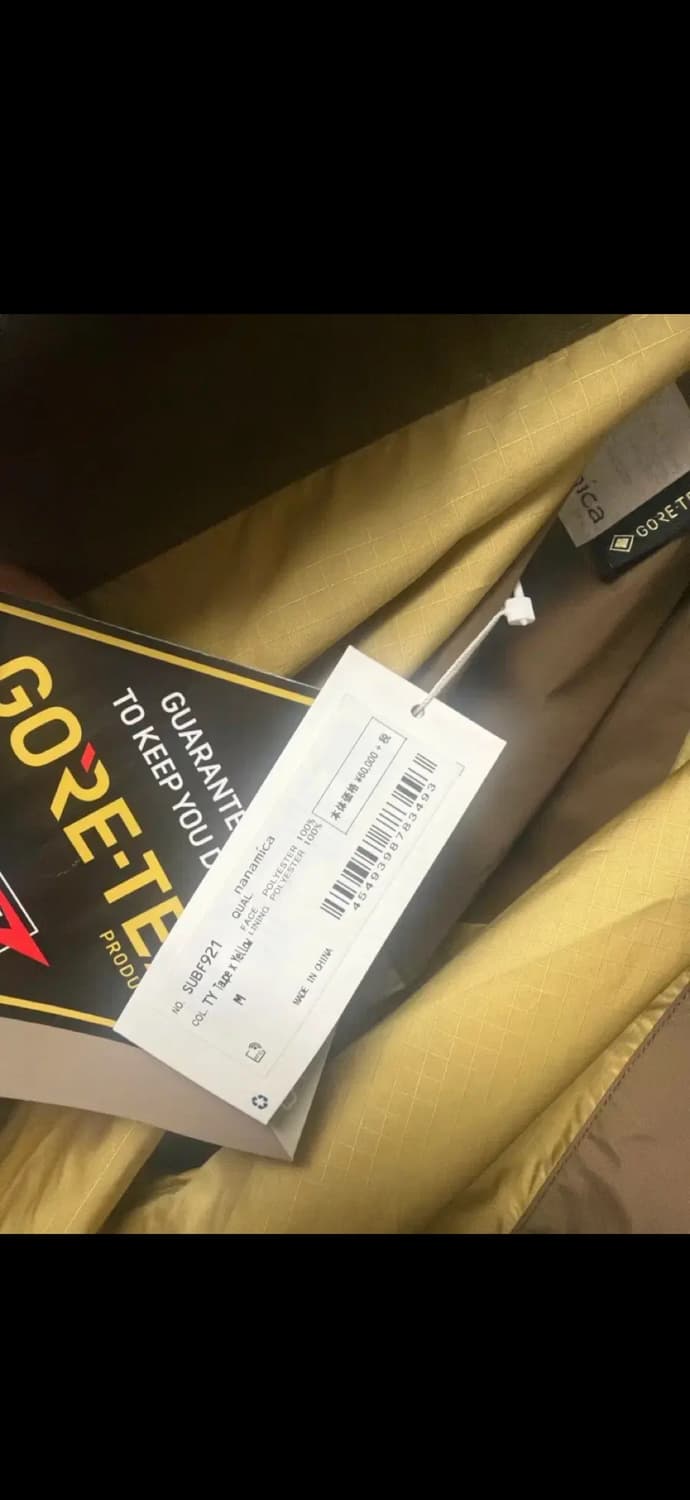 GORE-TE
GUARANTE
TO KEEP YOU D
PRODU
本体価格 ¥60,000 + 税
4549398783493
QUAL. nanamica
FACE POLYESTER 100%
LINING POLYESTER 100%
NO. SUBF921
COL. TY Taupe x Yellow
M
MADE IN CHINA
ica
GORE-TE